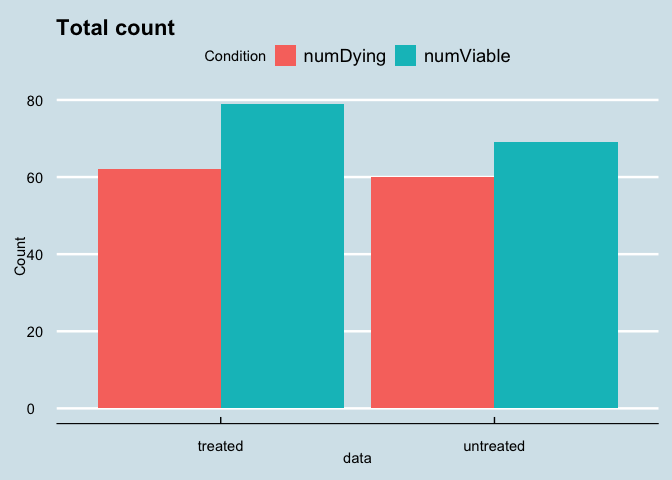 Total count
Condition numDying numViable
80
60
40
20
0
Count
treated untreated
data